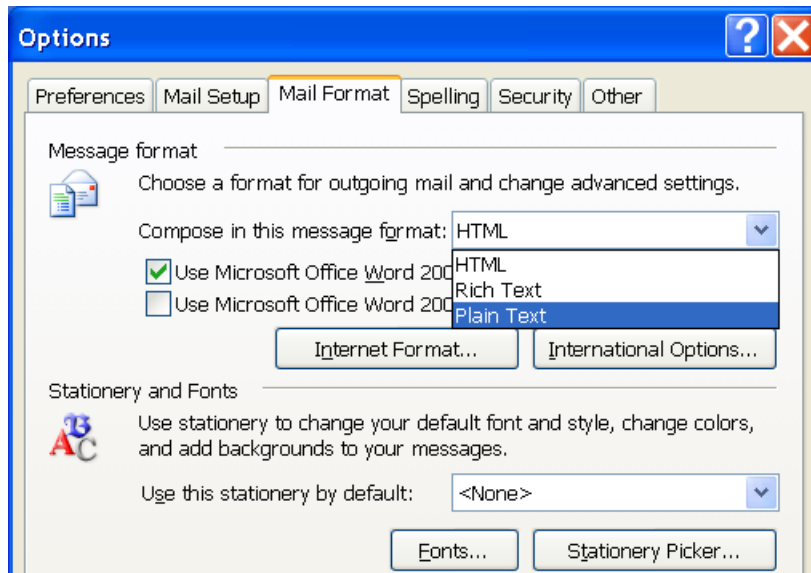 Options
Preferences Mail Setup Mail Format Spelling Security Other
Message format
Choose a format for outgoing mail and change advanced settings.
Compose in this message format: HTML
Use Microsoft Office Word 200
HTML
Rich Text
Use Microsoft Office Word 200
Plain Text
Internet Format... International Options...
Stationery and Fonts
Use stationery to change your default font and style, change colors,
and add backgrounds to your messages.
Use this stationery by default: <None>
Fonts... Stationery Picker...